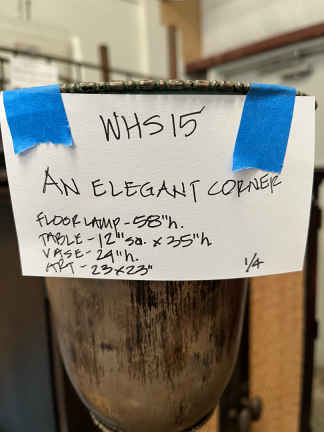 WHS15
AN ELEGANT CORNER
FLOOR LAMP - 58"h.
TABLE - 12" sq. x 35"h
VASE - 24"h.
ART - 23x23"
1/4